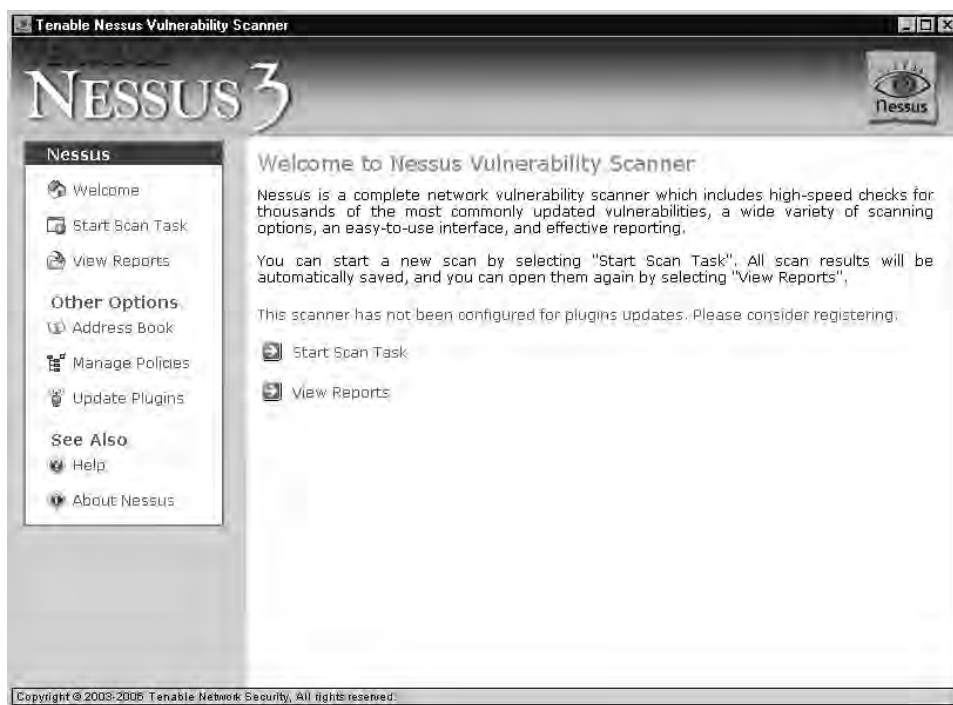 Tenable Nessus Vulnerability Scanner
NESSUS 3
Nessus
Nessus
Welcome
Start Scan Task
View Reports
Other Options
Address Book
Manage Policies
Update Plugins
See Also
Help
About Nessus
Welcome to Nessus Vulnerability Scanner
Nessus is a complete network vulnerability scanner which includes high-speed checks for
thousands of the most commonly updated vulnerabilities, a wide variety of scanning
options, an easy-to-use interface, and effective reporting.
You can start a new scan by selecting "Start Scan Task". All scan results will be
automatically saved, and you can open them again by selecting "View Reports".
This scanner has not been configured for plugins updates. Please consider registering.
Start Scan Task
View Reports
Copyright © 2003-2006 Tenable Network Security, All rights reserved.